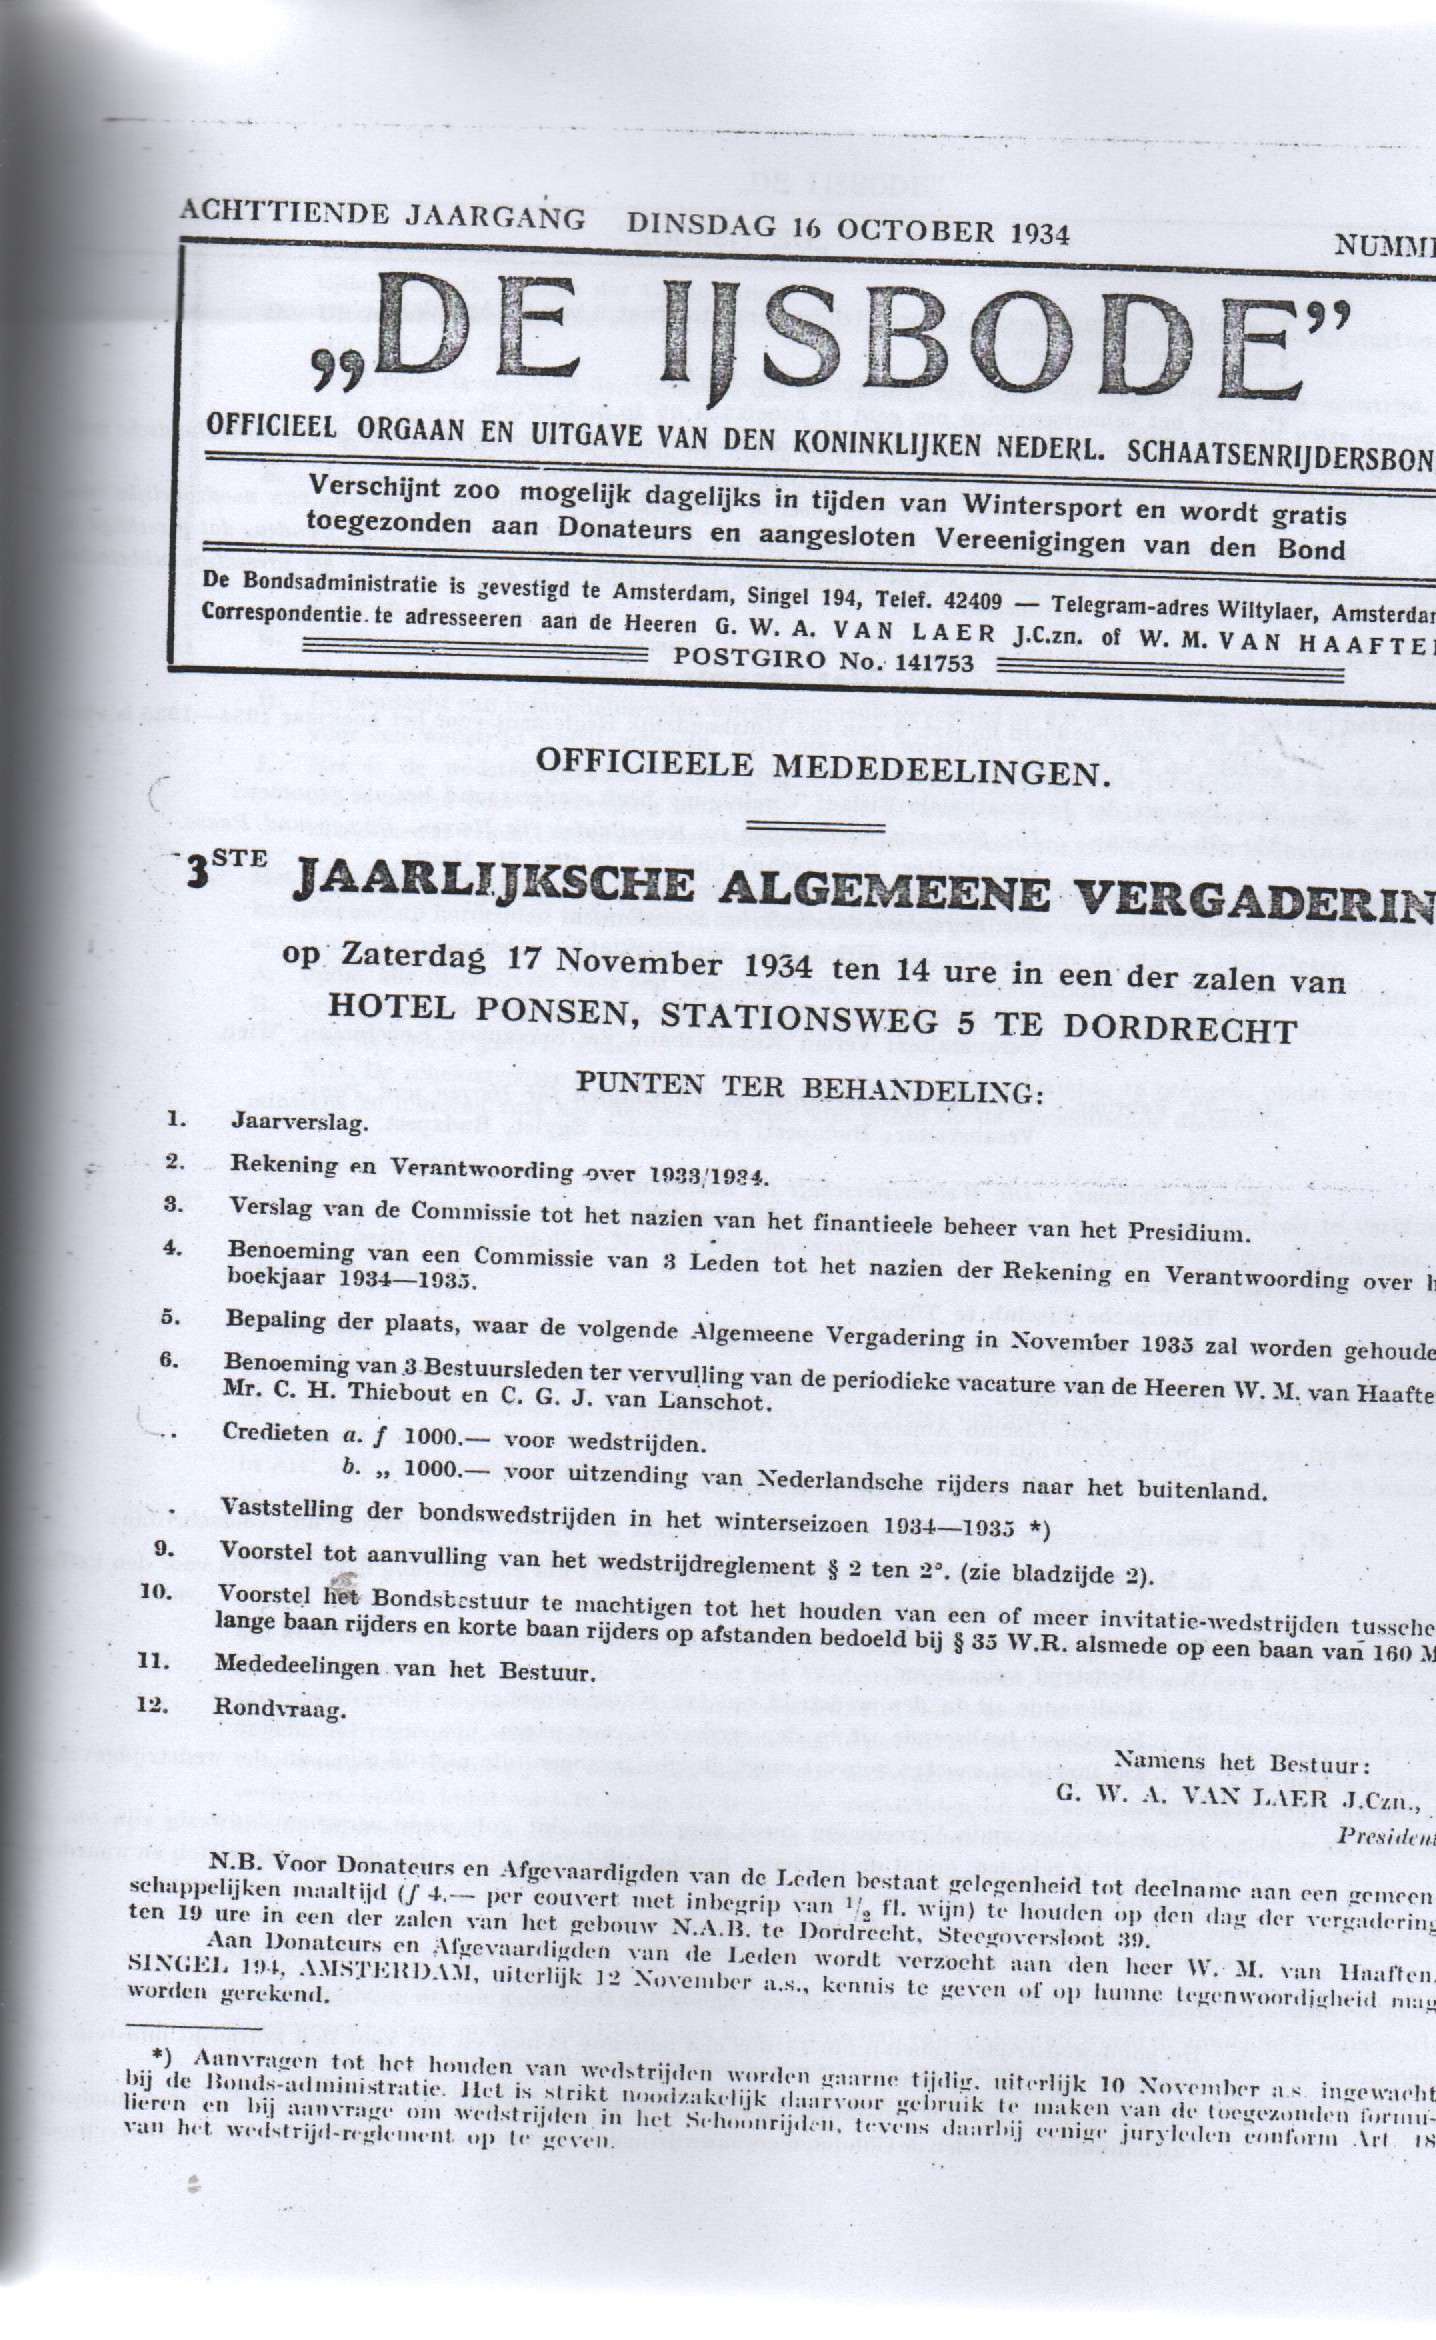 ACHTTIENDE JAARGANG DINSDAG 16 OCTOBER 1934 NUMME
„DE IJSBODE”
OFFICIEEL ORGAAN EN UITGAVE VAN DEN KONINKLIJKEN NEDERL. SCHAATSENRIJDERSBON
Verschijnt zoo mogelijk dagelijks in tijden van Wintersport en wordt gratis
toegezonden aan Donateurs en aangesloten Vereenigingen van den Bond
De Bondsadministratie is gevestigd te Amsterdam, Singel 194, Telef. 42409 — Telegram-adres Wiltylaer, Amsterdam
Correspondentie te adresseeren aan de Heeren G. W. A. VAN LAER J.C.zn. of W. M. VAN HAAFTE
POSTGIRO No. 141753
OFFICIEELE MEDEDEELINGEN.
3STE JAARLIJKSCHE ALGEMEENE VERGADERIN
op Zaterdag 17 November 1934 ten 14 ure in een der zalen van
HOTEL PONSEN, STATIONSWEG 5 TE DORDRECHT
PUNTEN TER BEHANDELING:
1. Jaarverslag.
2. Rekening en Verantwoording over 1933/1934.
3. Verslag van de Commissie tot het nazien van het finantieele beheer van het Presidium.
4. Benoeming van een Commissie van 3 Leden tot het nazien der Rekening en Verantwoording over h
boekjaar 1934—1935.
5. Bepaling der plaats, waar de volgende Algemeene Vergadering in November 1935 zal worden gehoude
6. Benoeming van 3 Bestuursleden ter vervulling van de periodieke vacature van de Heeren W. M. van Haafte
Mr. C. H. Thiebout en C. G. J. van Lanschot.
Credieten a. f 1000.— voor wedstrijden.
b. „ 1000.— voor uitzending van Nederlandsche rijders naar het buitenland.
Vaststelling der bondswedstrijden in het winterseizoen 1934—1935 *)
9. Voorstel tot aanvulling van het wedstrijdreglement § 2 ten 2°. (zie bladzijde 2).
10. Voorstel het Bondsbestuur te machtigen tot het houden van een of meer invitatie-wedstrijden tussche
lange baan rijders en korte baan rijders op afstanden bedoeld bij § 35 W.R. alsmede op een baan van 160 M
11. Mededeelingen van het Bestuur.
12. Rondvraag.
Namens het Bestuur:
G. W. A. VAN LAER J.Czn.,
President
N.B. Voor Donateurs en Afgevaardigden van de Leden bestaat gelegenheid tot deelname aan een gemeen
schappelijken maaltijd (f 4.— per couvert met inbegrip van 1/2 fl. wijn) te houden op den dag der vergadering
ten 19 ure in een der zalen van het gebouw N.A.B. te Dordrecht, Steegoversloot 39.
Aan Donateurs en Afgevaardigden van de Leden wordt verzocht aan den heer W. M. van Haaften,
SINGEL 194, AMSTERDAM, uiterlijk 12 November a.s., kennis te geven of op hunne tegenwoordigheid mag
worden gerekend.
*) Aanvragen tot het houden van wedstrijden worden gaarne tijdig, uiterlijk 10 November a.s. ingewacht
bij de Bonds-administratie. Het is strikt noodzakelijk daarvoor gebruik te maken van de toegezonden formu-
lieren en bij aanvrage om wedstrijden in het Schoonrijden, tevens daarbij eenige juryleden conform Art. 18
van het wedstrijd-reglement op te geven.